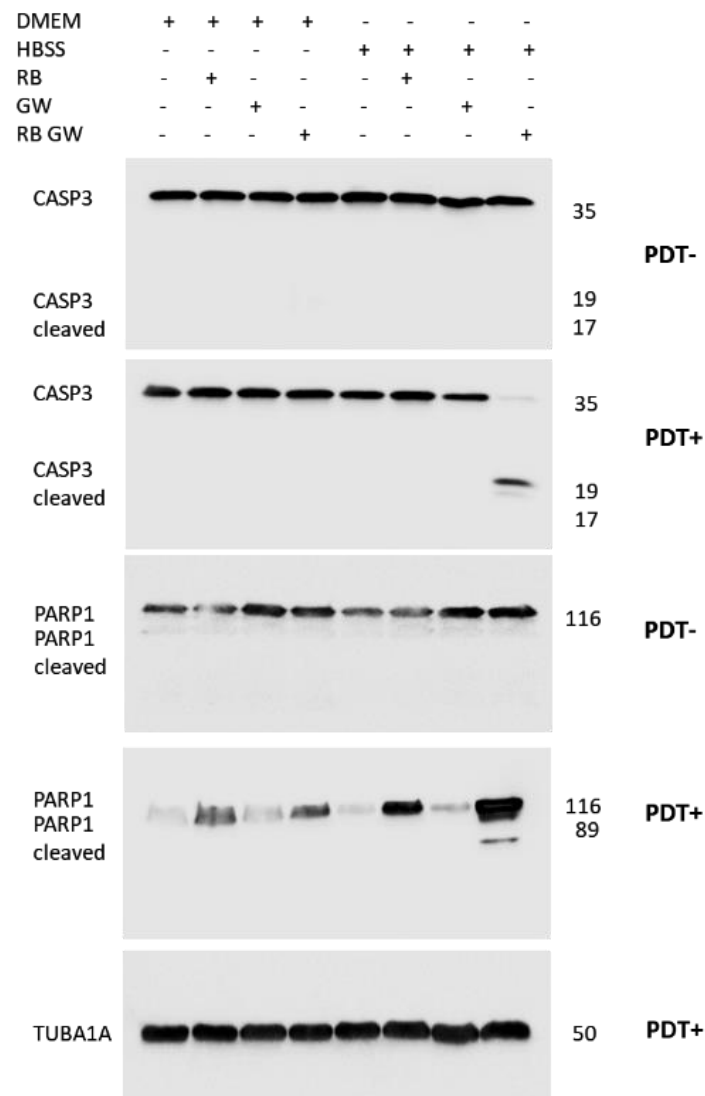 DMEM + + + + - - - -
HBSS - - - - + + + +
RB - + - - - + - -
GW - - + - - - + -
RB GW - - - + - - - +
CASP3
35
PDT-
CASP3
cleaved
19
17
CASP3
35
PDT+
CASP3
cleaved
19
17
PARP1
PARP1
cleaved
116
PDT-
PARP1
PARP1
cleaved
116
89
PDT+
TUBA1A
50
PDT+